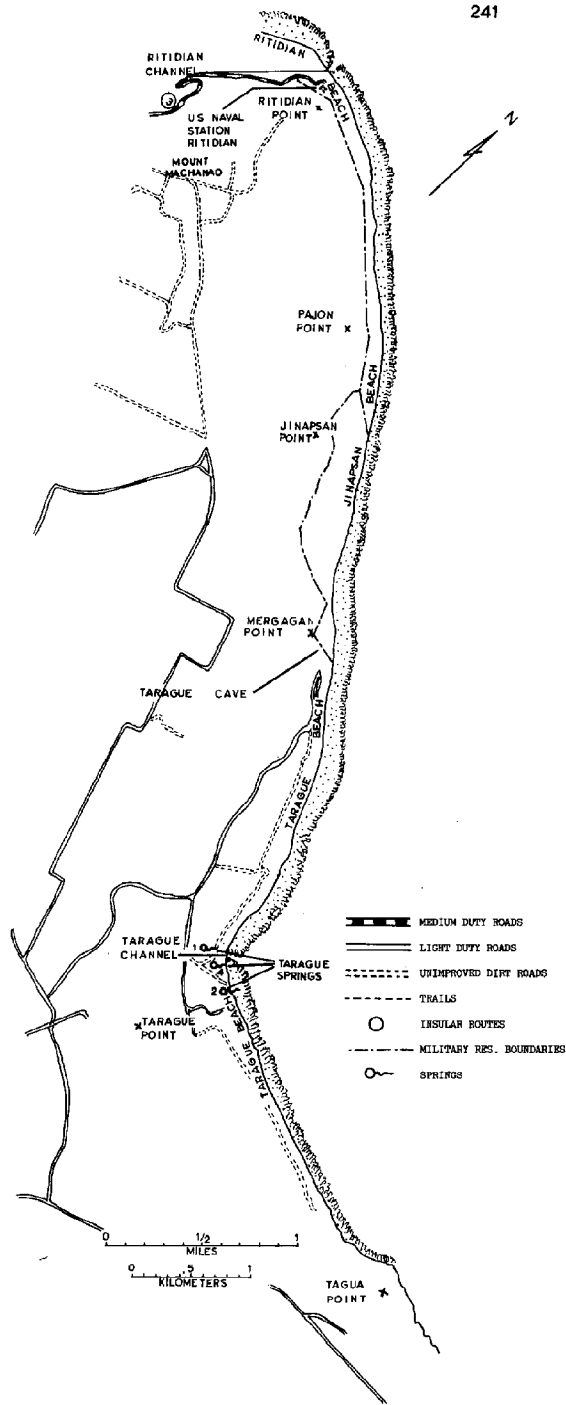 241
RITIDIAN
RITIDIAN
CHANNEL
BEACH
RITIDIAN
POINT
US NAVAL
STATION
RITIDIAN
N
MOUNT
MACHANAO
PAJON
POINT
BEACH
JINAPSAN
POINT
JINAPSAN
MERGAGAN
POINT
TARAGUE CAVE
BEACH
TARAGUE
MEDIUM DUTY ROADS
LIGHT DUTY ROADS
UNIMPROVED DIRT ROADS
TRAILS
INSULAR ROUTES
MILITARY RES. BOUNDARIES
SPRINGS
TARAGUE
CHANNEL
1
4
TARAGUE
SPRINGS
2
TARAGUE
POINT
TARAGUE BEACH
0 1/2 1
MILES
0 .5 1
KILOMETERS
TAGUA
POINT